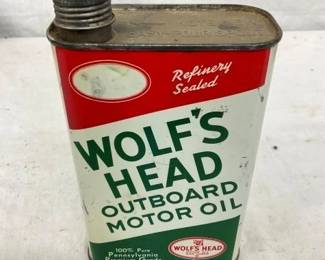 Refinery
Sealed
WOLF'S
HEAD
OUTBOARD
MOTOR OIL
100% Pure
Pennsylvania
WOLF'S HEAD